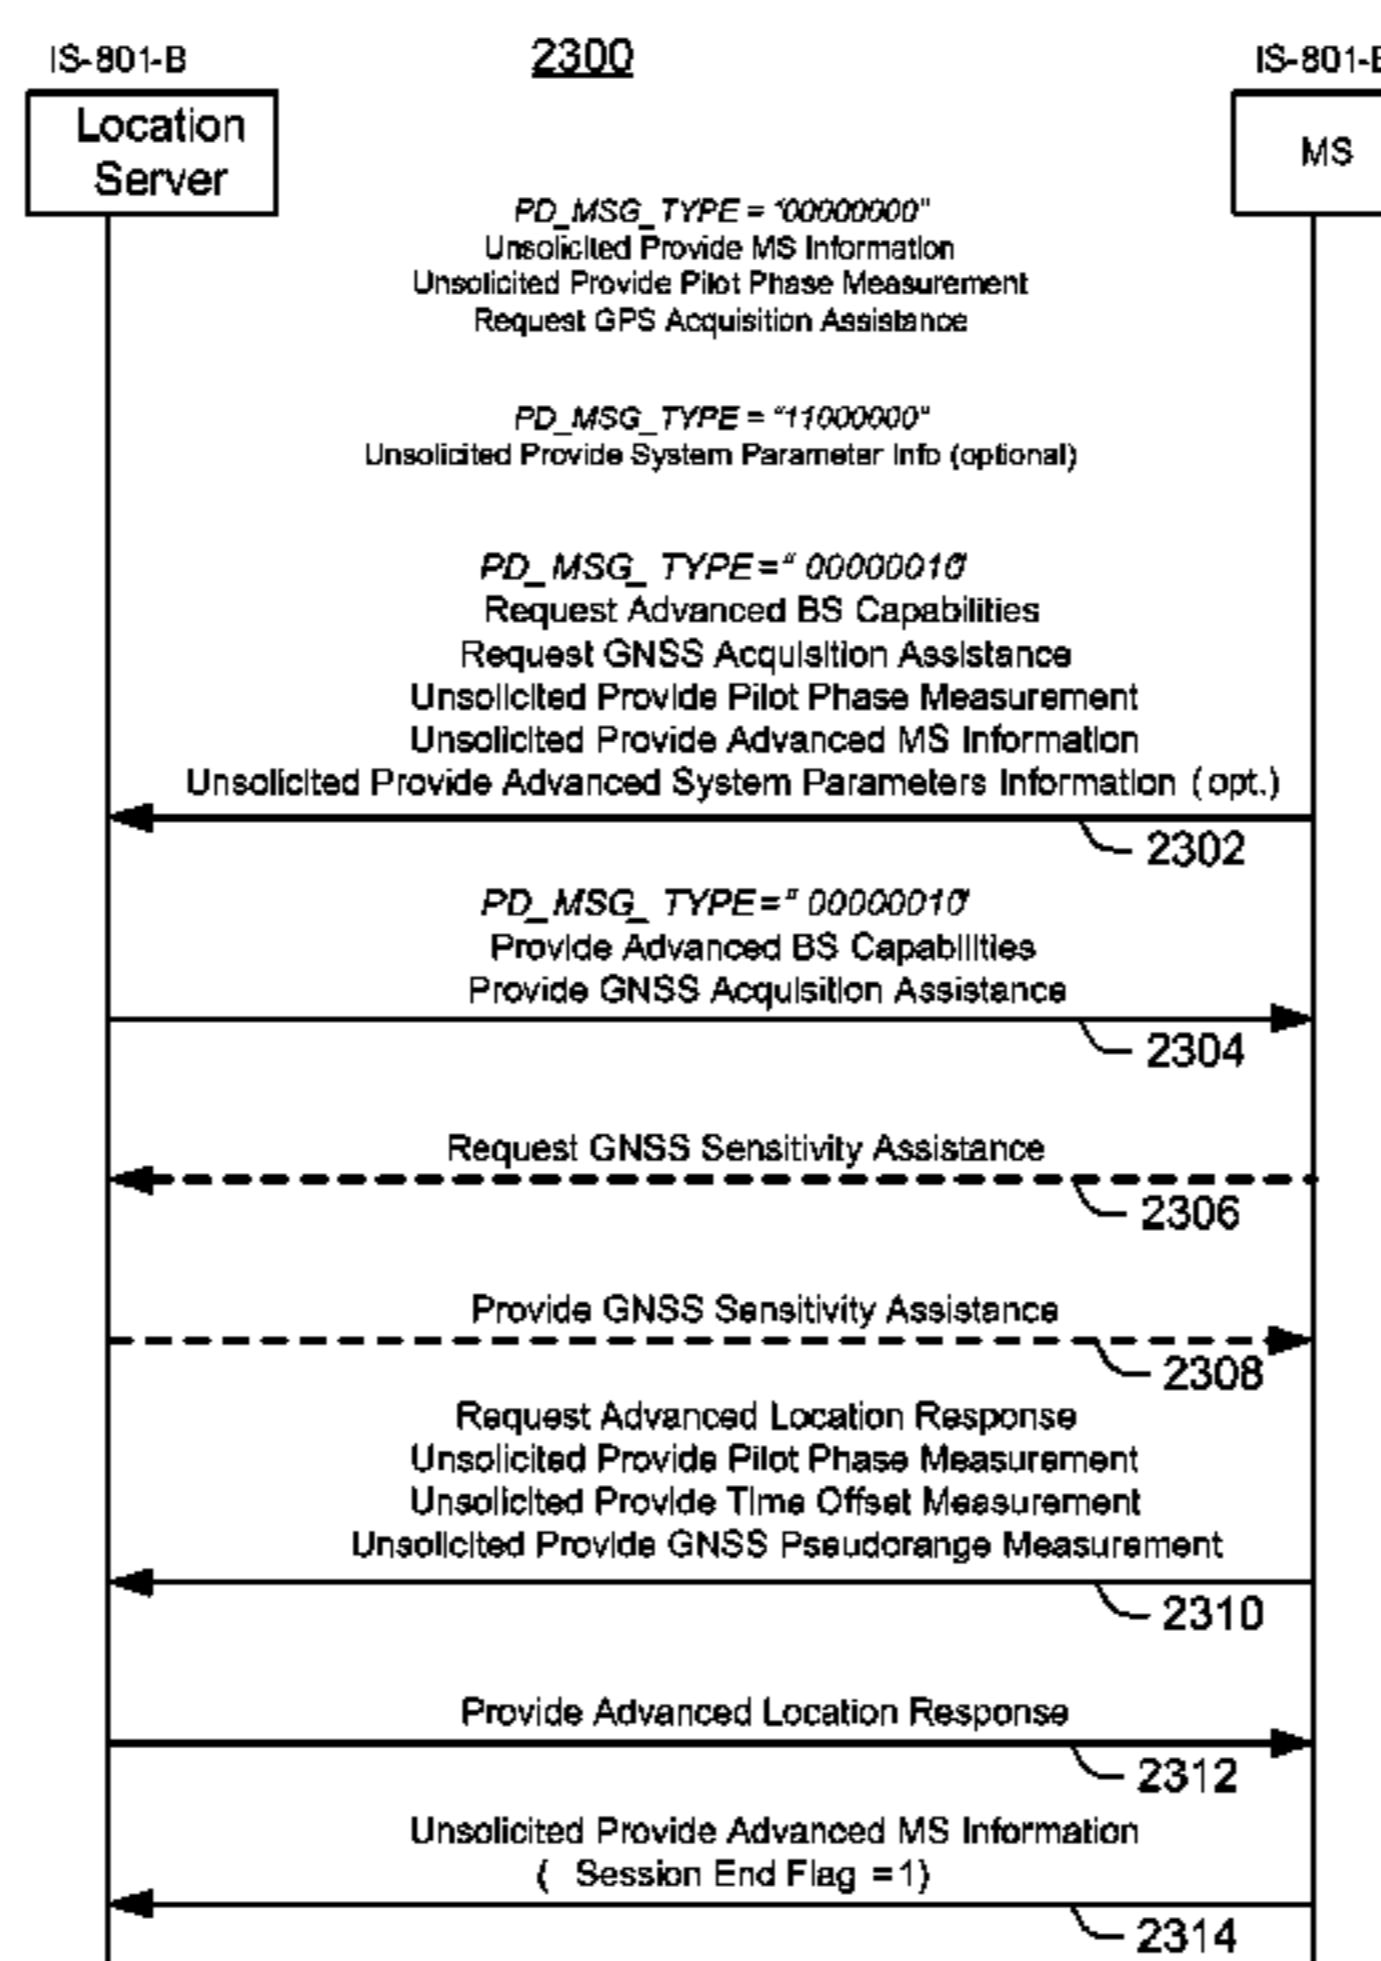 IS-801-B
2300
IS-801-B
Location
Server
MS
PD_MSG_TYPE = "00000000"
Unsolicited Provide MS Information
Unsolicited Provide Pilot Phase Measurement
Request GPS Acquisition Assistance
PD_MSG_TYPE = "11000000"
Unsolicited Provide System Parameter Info (optional)
PD_MSG_TYPE=" 00000010"
Request Advanced BS Capabilities
Request GNSS Acquisition Assistance
Unsolicited Provide Pilot Phase Measurement
Unsolicited Provide Advanced MS Information
Unsolicited Provide Advanced System Parameters Information (opt.)
2302
PD_MSG_TYPE=" 00000010"
Provide Advanced BS Capabilities
Provide GNSS Acquisition Assistance
2304
Request GNSS Sensitivity Assistance
2306
Provide GNSS Sensitivity Assistance
2308
Request Advanced Location Response
Unsolicited Provide Pilot Phase Measurement
Unsolicited Provide Time Offset Measurement
Unsolicited Provide GNSS Pseudorange Measurement
2310
Provide Advanced Location Response
2312
Unsolicited Provide Advanced MS Information
( Session End Flag =1)
2314